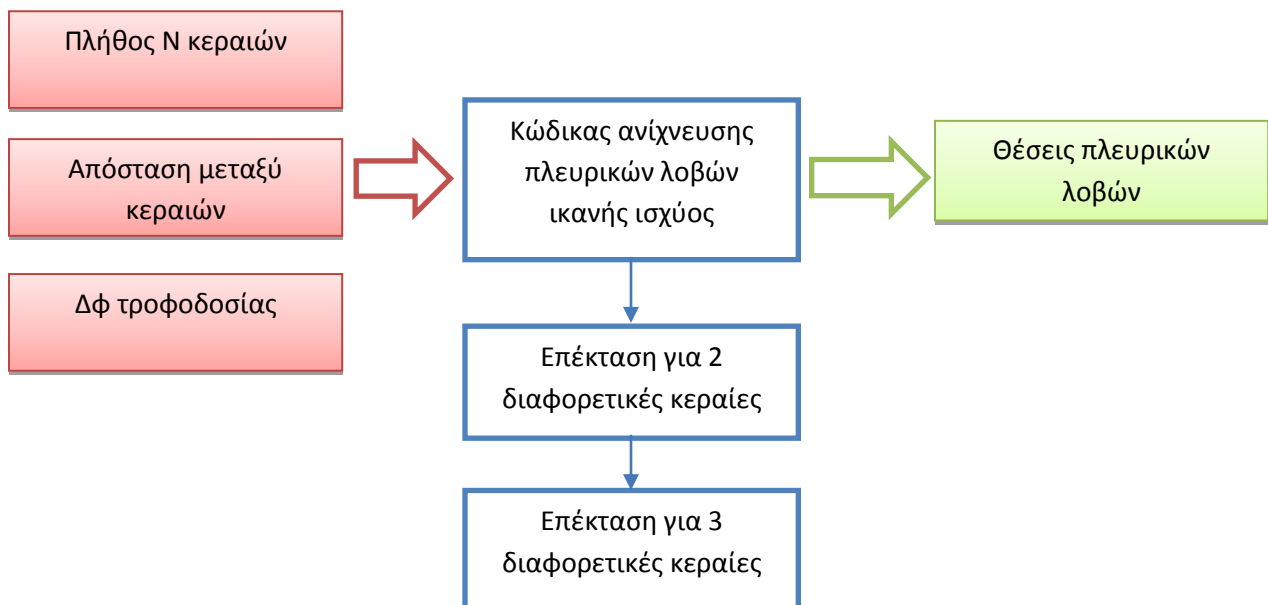 Πλήθος Ν κεραιών
Απόσταση μεταξύ
κεραιών
Δφ τροφοδοσίας
Κώδικας ανίχνευσης
πλευρικών λοβών
ικανής ισχύος
Επέκταση για 2
διαφορετικές κεραίες
Επέκταση για 3
διαφορετικές κεραίες
Θέσεις πλευρικών
λοβών